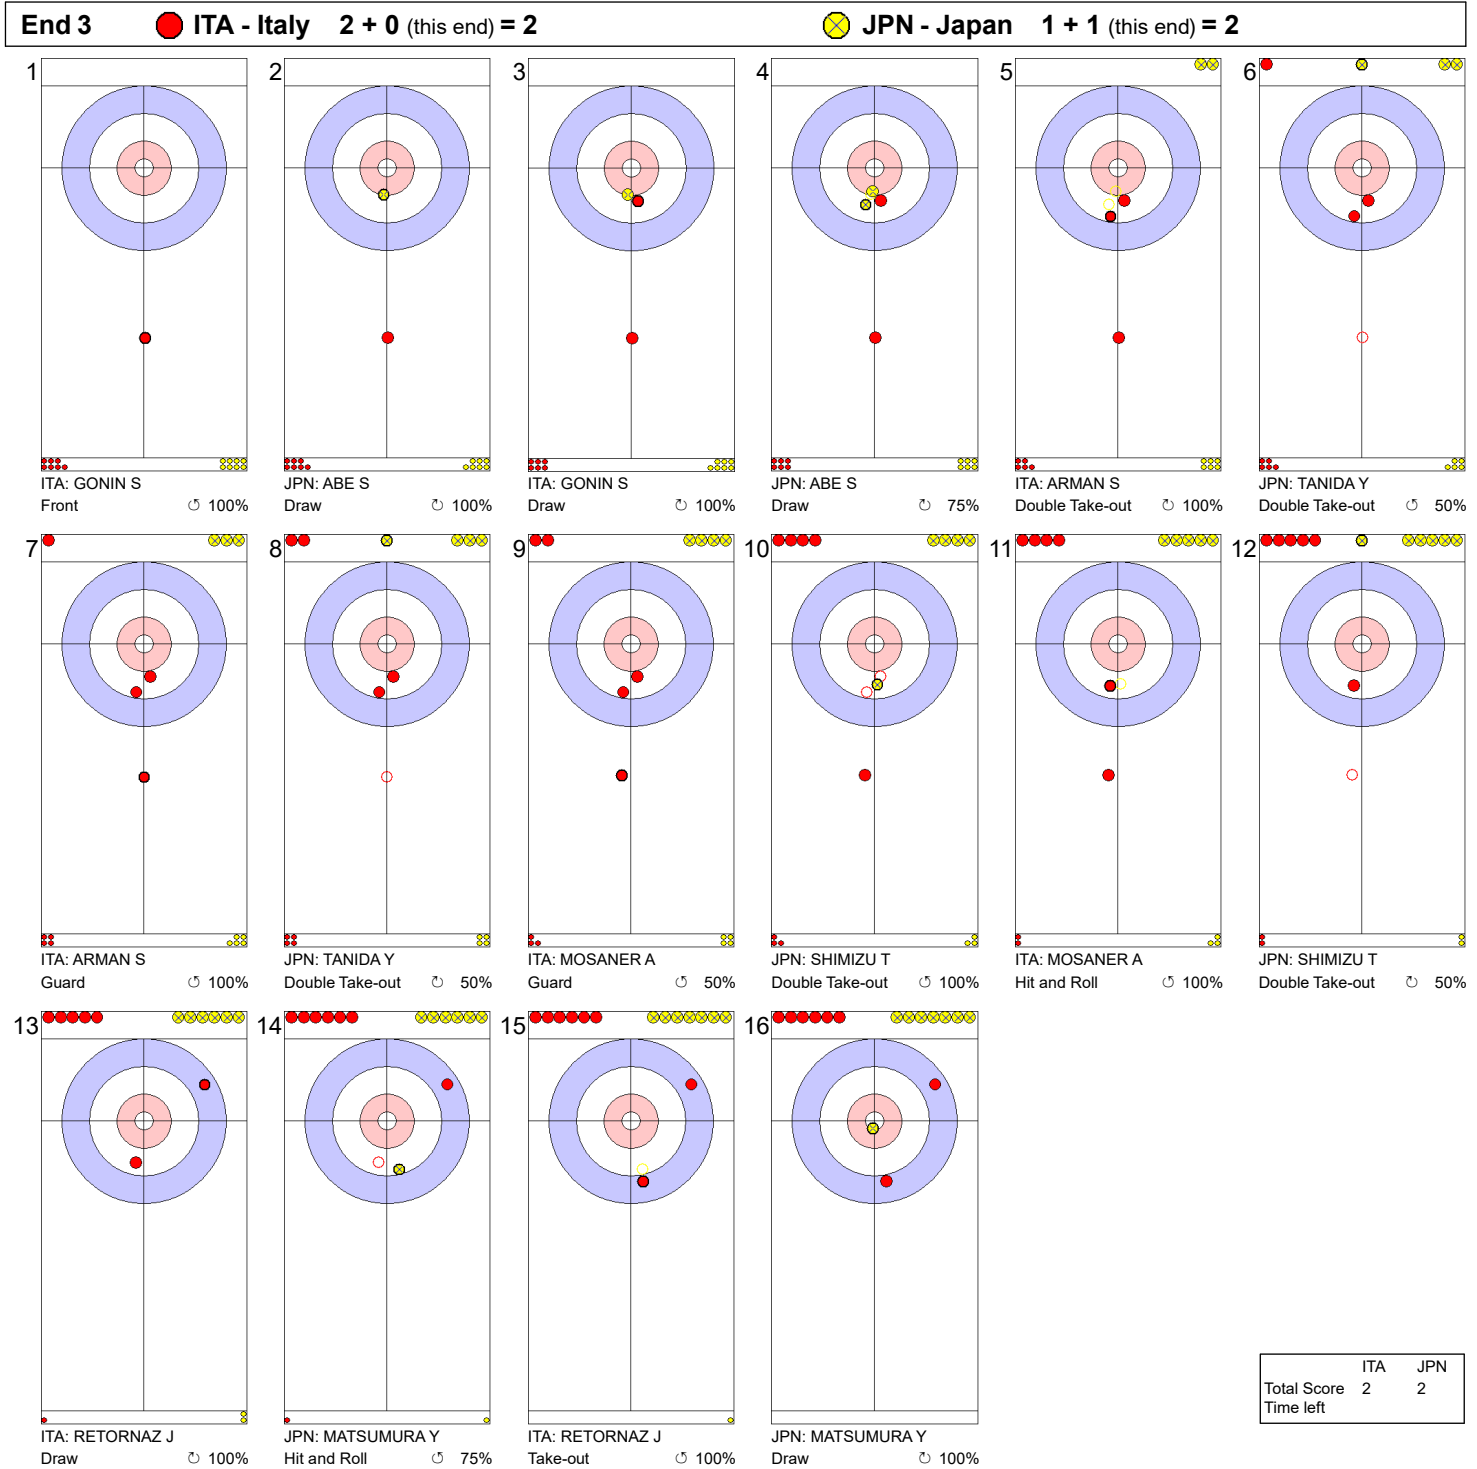 End 3 ITA - Italy 2 + 0 (this end) = 2 JPN - Japan 1 + 1 (this end) = 2
1 2 3 4 5 6
ITA: GONIN S JPN: ABE S ITA: GONIN S JPN: ABE S ITA: ARMAN S JPN: TANIDA Y
Front ↺ 100% Draw ↻ 100% Draw ↺ 100% Draw ↻ 75% Double Take-out ↻ 100% Double Take-out ↺ 50%
7 8 9 10 11 12
ITA: ARMAN S JPN: TANIDA Y ITA: MOSANER A JPN: SHIMIZU T ITA: MOSANER A JPN: SHIMIZU T
Guard ↺ 100% Double Take-out ↻ 50% Guard ↺ 50% Double Take-out ↺ 100% Hit and Roll ↺ 100% Double Take-out ↻ 50%
13 14 15 16
ITA: RETORNAZ J JPN: MATSUMURA Y ITA: RETORNAZ J JPN: MATSUMURA Y
Draw ↻ 100% Hit and Roll ↺ 75% Take-out ↺ 100% Draw ↻ 100%
ITA JPN
Total Score 2 2
Time left